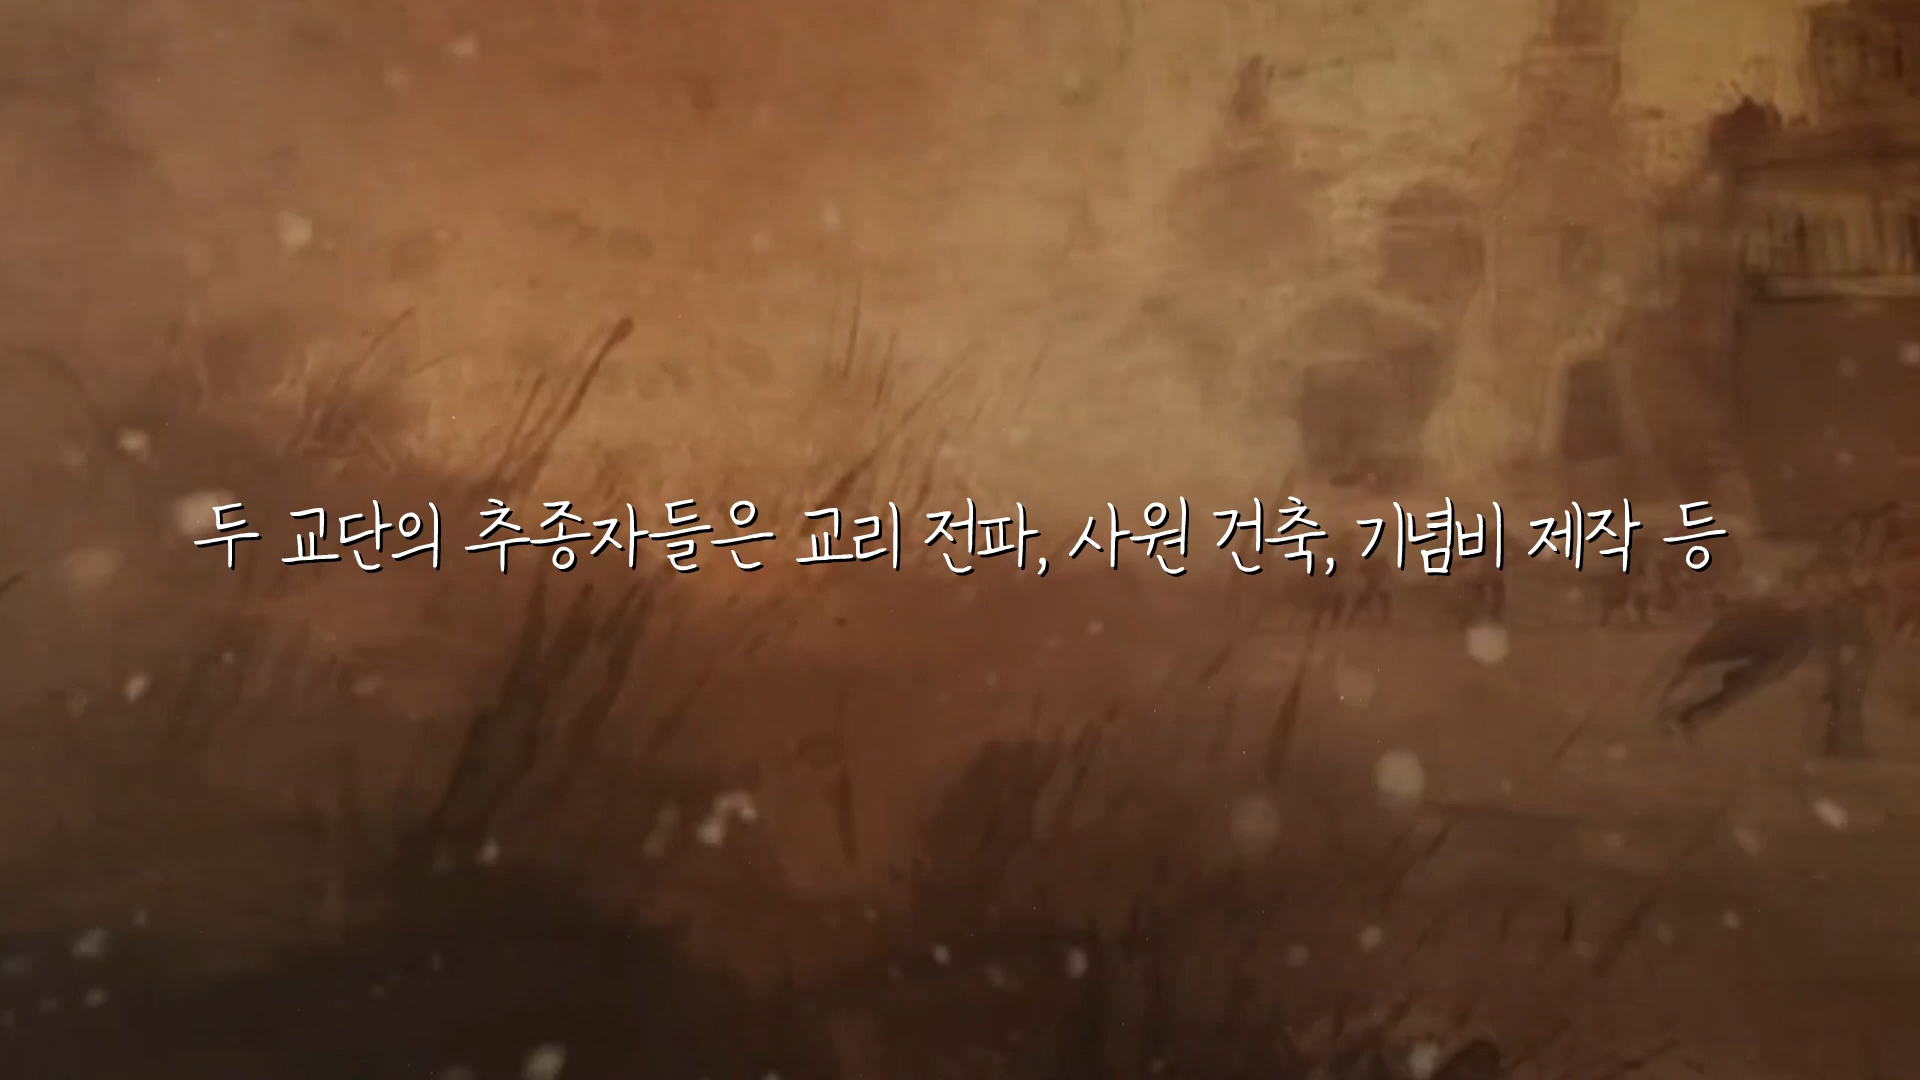 두 교단의 추종자들은 교리 전파, 사원 건축, 기념비 제작 등